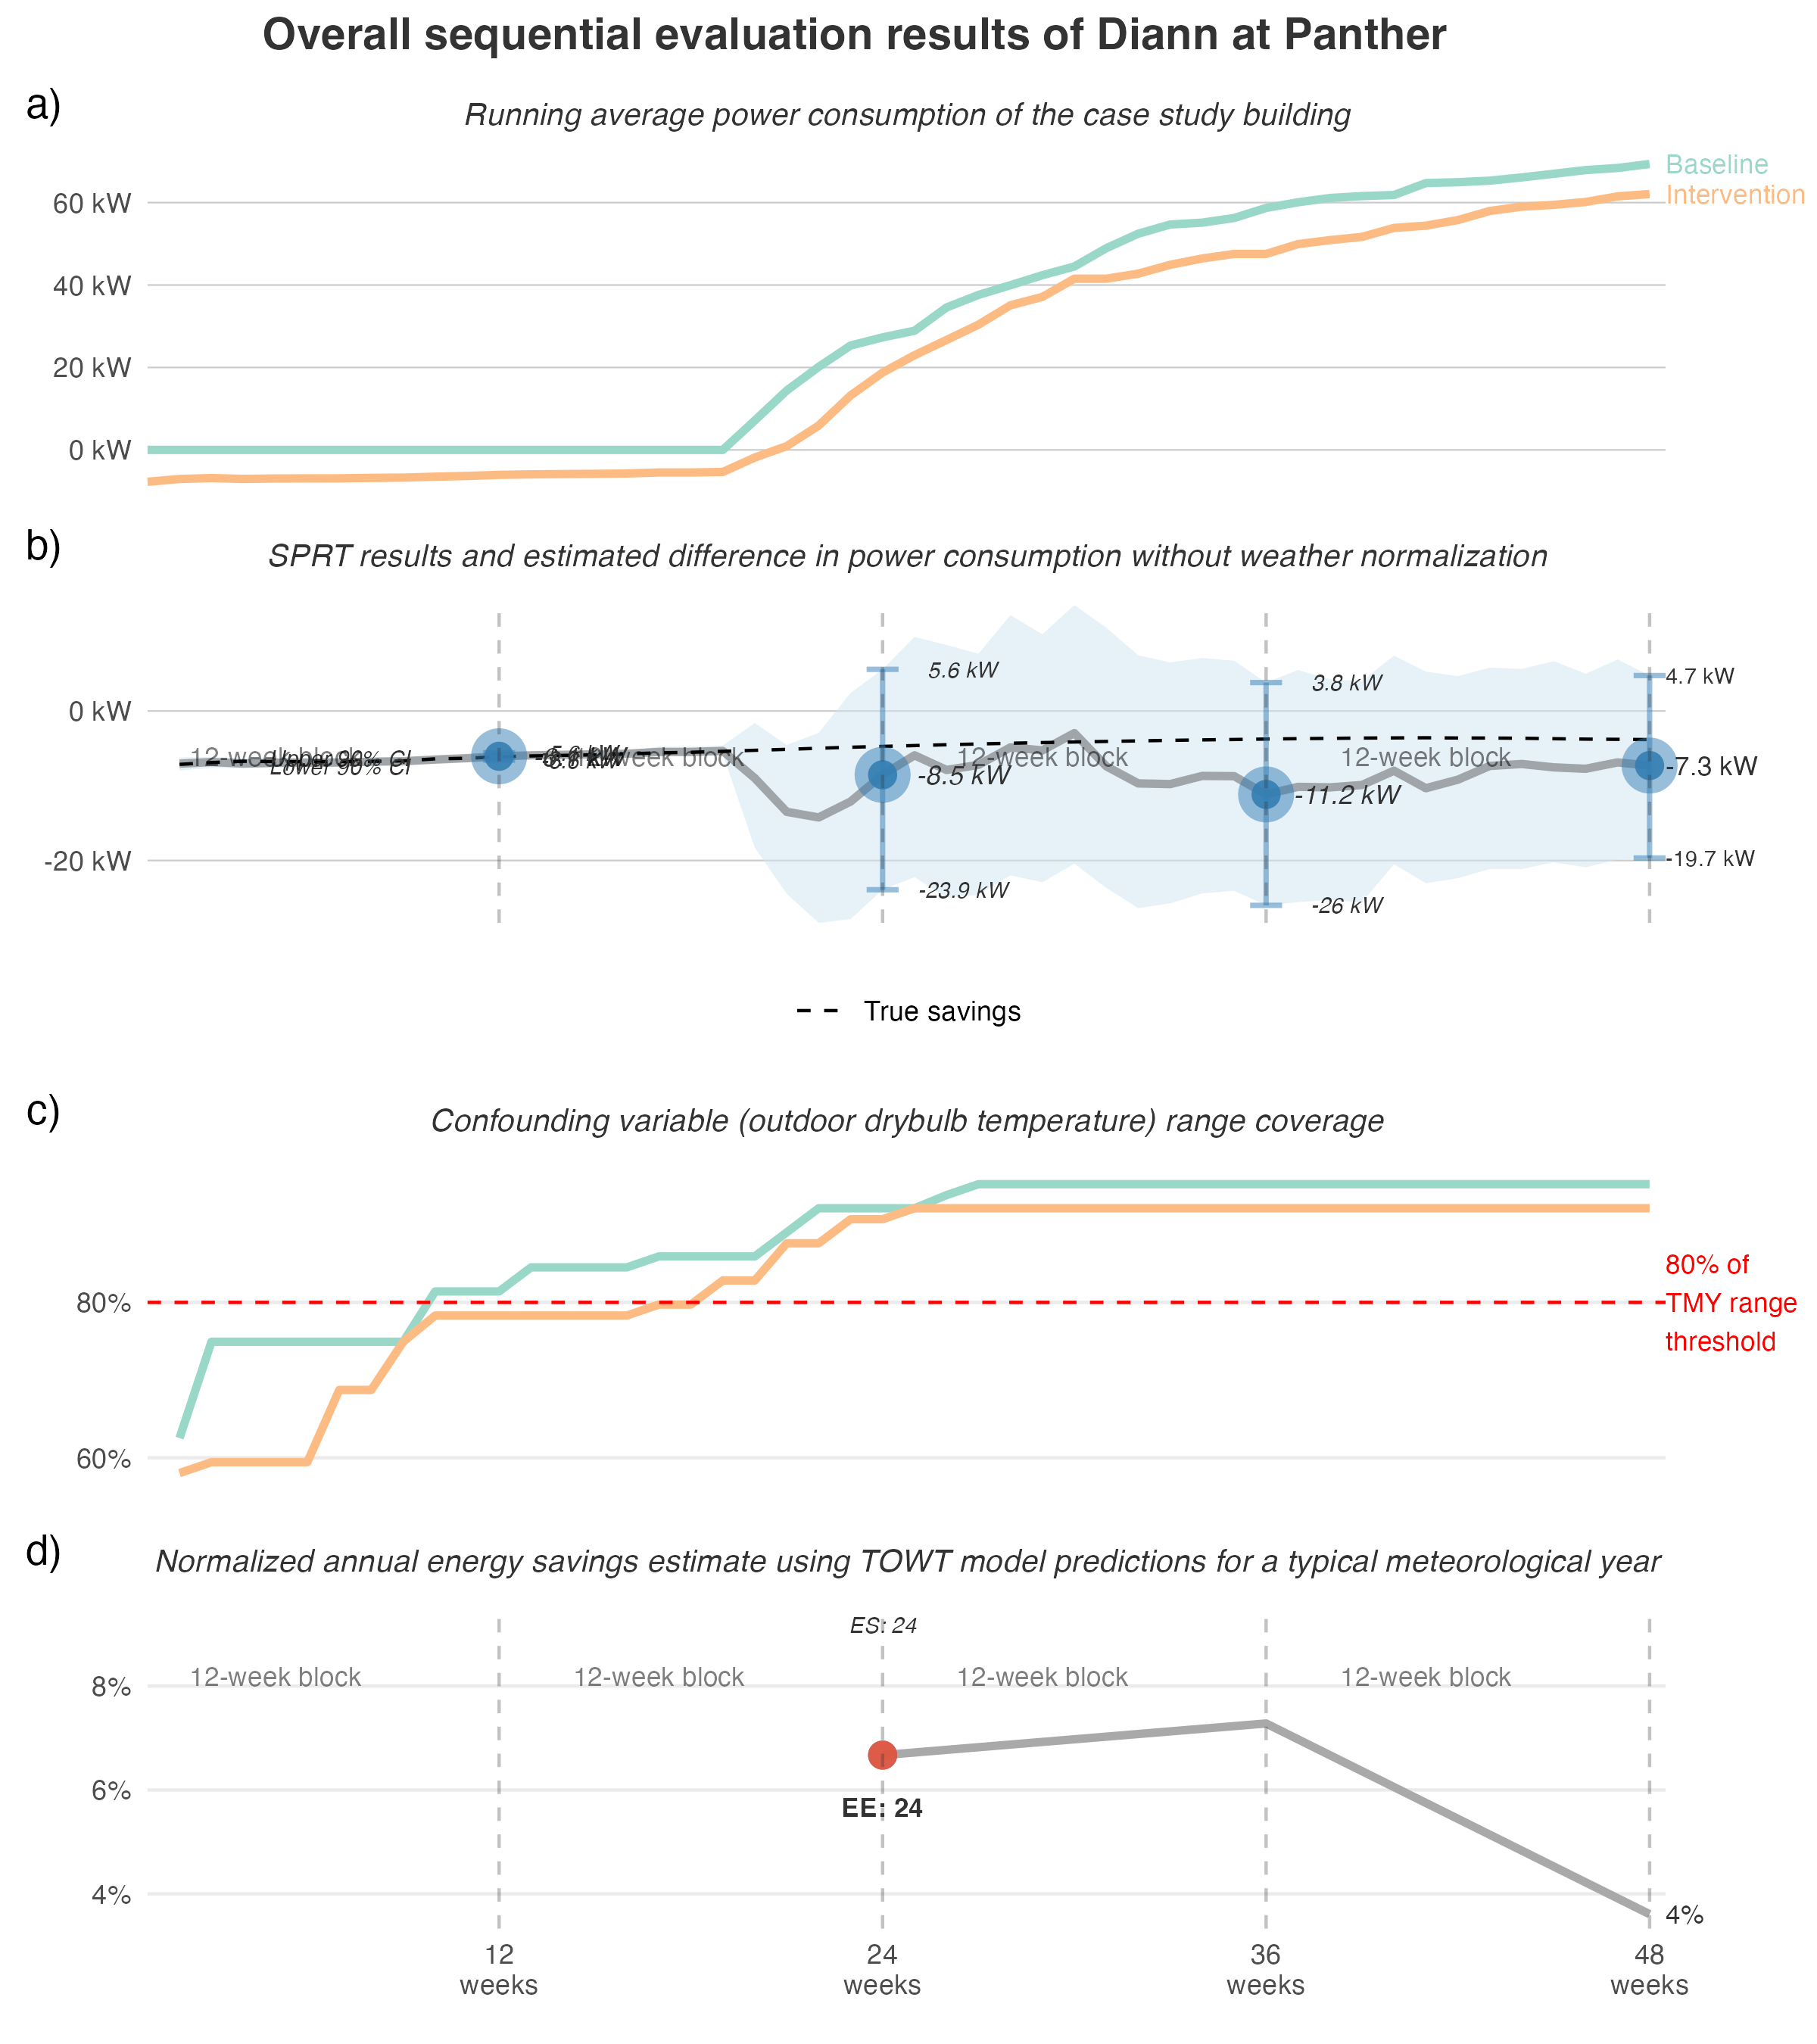 Overall sequential evaluation results of Diann at Panther
a)
Running average power consumption of the case study building
Baseline
Intervention
60 kW
40 kW
20 kW
0 kW
b)
SPRT results and estimated difference in power consumption without weather normalization
5.6 kW
3.8 kW
4.7 kW
0 kW
12-week block
Lower 90% CI
12-week block
12-week block
-8.5 kW
-11.2 kW
-7.3 kW
-20 kW
-23.9 kW
-26 kW
-19.7 kW
True savings
c)
Confounding variable (outdoor drybulb temperature) range coverage
80% of
TMY range
threshold
80%
60%
d)
Normalized annual energy savings estimate using TOWT model predictions for a typical meteorological year
ES: 24
12-week block
12-week block
12-week block
12-week block
8%
6%
EE: 24
4%
4%
12
weeks
24
weeks
36
weeks
48
weeks